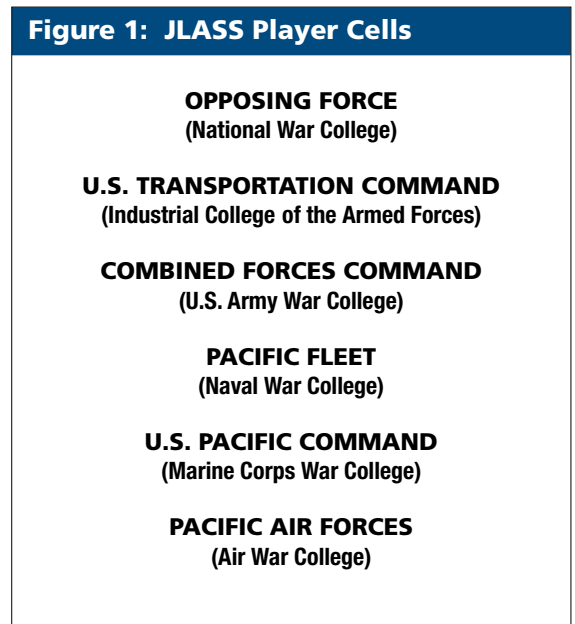 Figure 1: JLASS Player Cells
OPPOSING FORCE
(National War College)
U.S. TRANSPORTATION COMMAND
(Industrial College of the Armed Forces)
COMBINED FORCES COMMAND
(U.S. Army War College)
PACIFIC FLEET
(Naval War College)
U.S. PACIFIC COMMAND
(Marine Corps War College)
PACIFIC AIR FORCES
(Air War College)